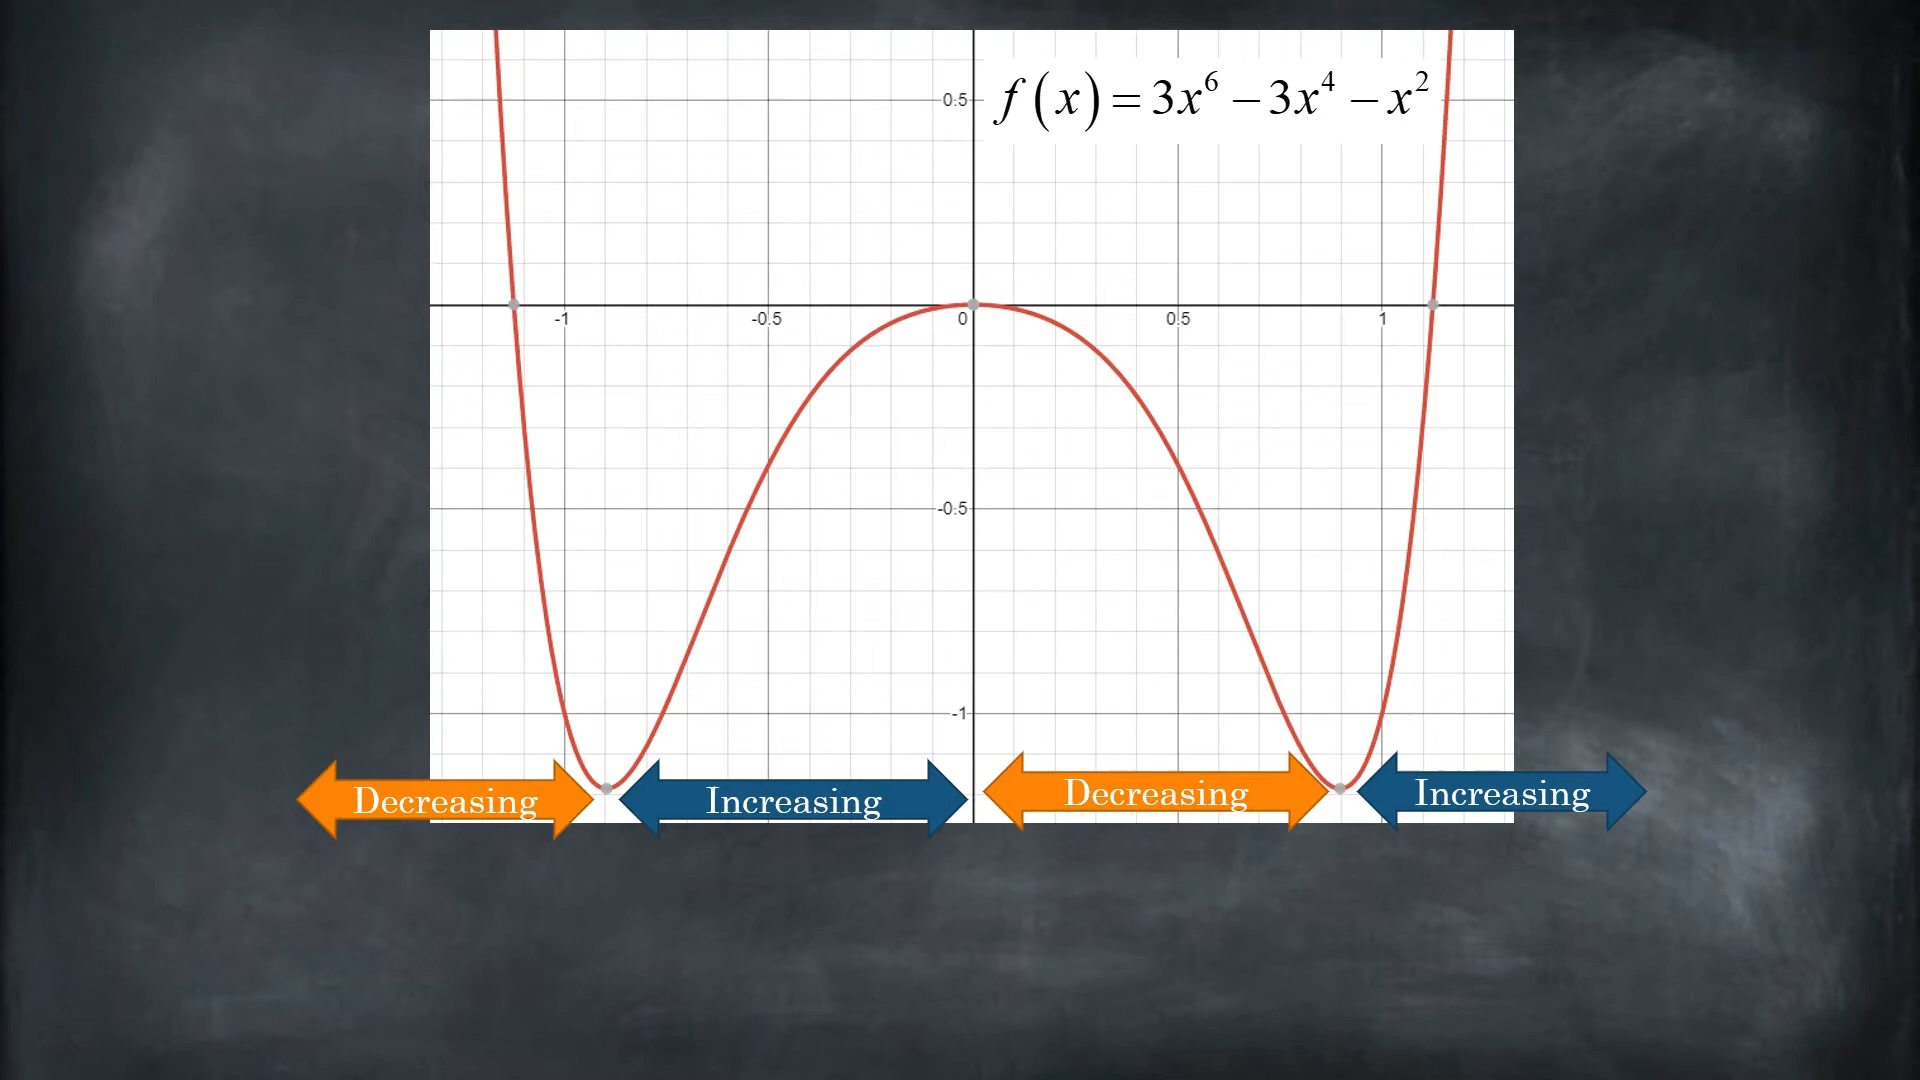 f(x) = 3x⁶ − 3x⁴ − x²
0.5
-1 -0.5 0 0.5 1
-0.5
-1
Decreasing Increasing Decreasing Increasing